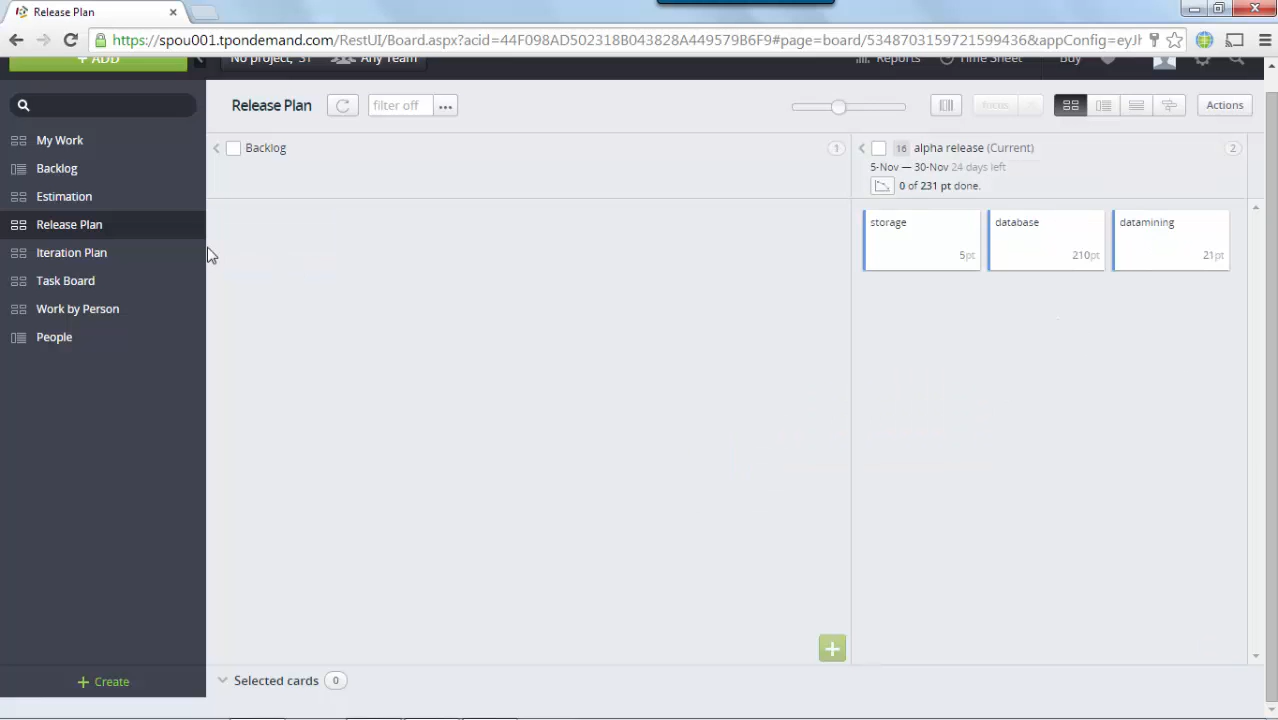 Release Plan
https://spou001.tpondemand.com/RestUI/Board.aspx?acid=44F098AD502318B043828A449579B6F9#page=board/5348703159721599436&appConfig=eyJh
+ ADD
No project, ST
Any Team
Reports
Time Sheet
Buy
Release Plan
filter off
...
focus
Actions
My Work
Backlog
Estimation
Release Plan
Iteration Plan
Task Board
Work by Person
People
Backlog
1
16 alpha release (Current)
2
5-Nov — 30-Nov 24 days left
0 of 231 pt done.
storage
5pt
database
210pt
datamining
21pt
+ Create
Selected cards 0